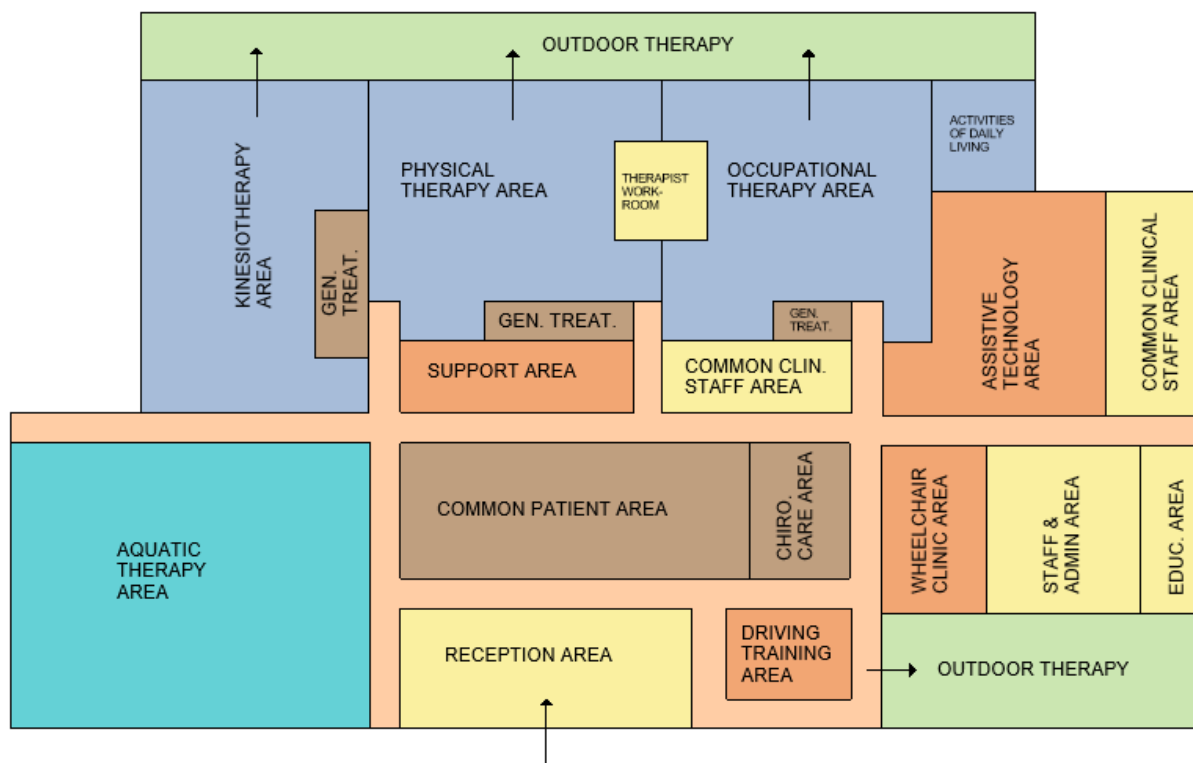 OUTDOOR THERAPY
KINESIOTHERAPY
AREA
GEN.
TREAT.
PHYSICAL
THERAPY AREA
THERAPIST
WORK-
ROOM
OCCUPATIONAL
THERAPY AREA
ACTIVITIES
OF DAILY
LIVING
GEN. TREAT.
GEN.
TREAT.
SUPPORT AREA
COMMON CLIN.
STAFF AREA
ASSISTIVE
TECHNOLOGY
AREA
COMMON CLINICAL
STAFF AREA
AQUATIC
THERAPY
AREA
COMMON PATIENT AREA
CHIRO.
CARE AREA
WHEELCHAIR
CLINIC AREA
STAFF &
ADMIN AREA
EDUC. AREA
RECEPTION AREA
DRIVING
TRAINING
AREA
OUTDOOR THERAPY